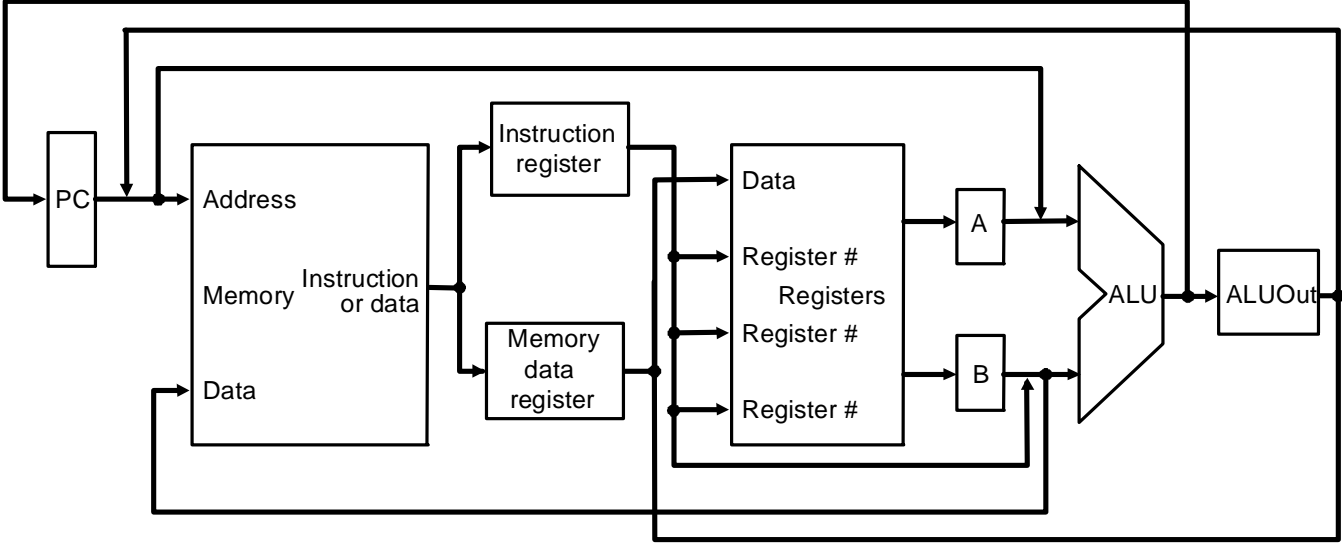 PC
Address
Memory
Instruction
or data
Data
Instruction
register
Memory
data
register
Data
Register #
Registers
Register #
Register #
A
B
ALU
ALUOut